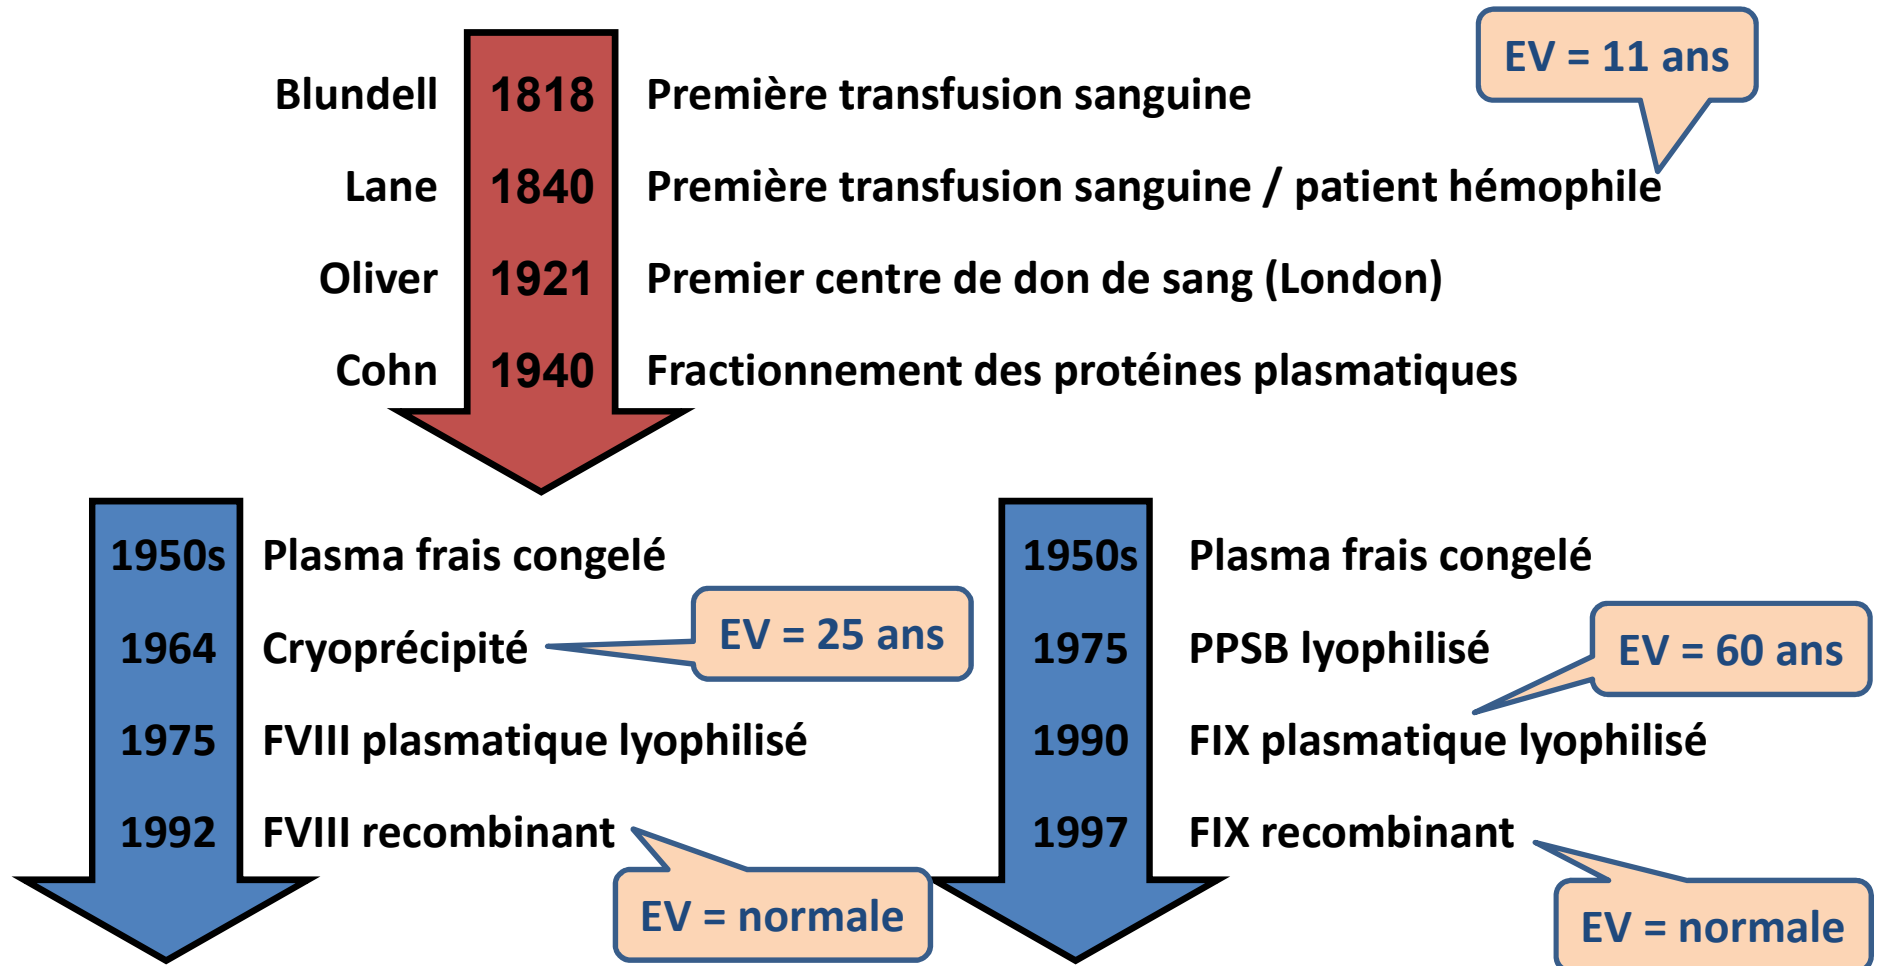 EV = 11 ans
Blundell 1818 Première transfusion sanguine
Lane 1840 Première transfusion sanguine / patient hémophile
Oliver 1921 Premier centre de don de sang (London)
Cohn 1940 Fractionnement des protéines plasmatiques
1950s Plasma frais congelé
1964 Cryoprécipité
EV = 25 ans
1975 FVIII plasmatique lyophilisé
1992 FVIII recombinant
EV = normale
1950s Plasma frais congelé
1975 PPSB lyophilisé
EV = 60 ans
1990 FIX plasmatique lyophilisé
1997 FIX recombinant
EV = normale